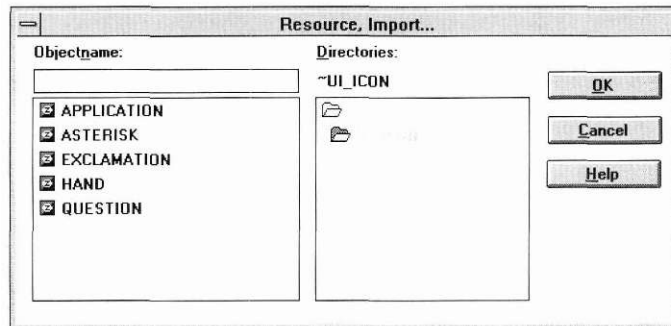 Resource, Import...
Objectname:
Directories:
~UI_ICON
APPLICATION
ASTERISK
EXCLAMATION
HAND
QUESTION
OK
Cancel
Help